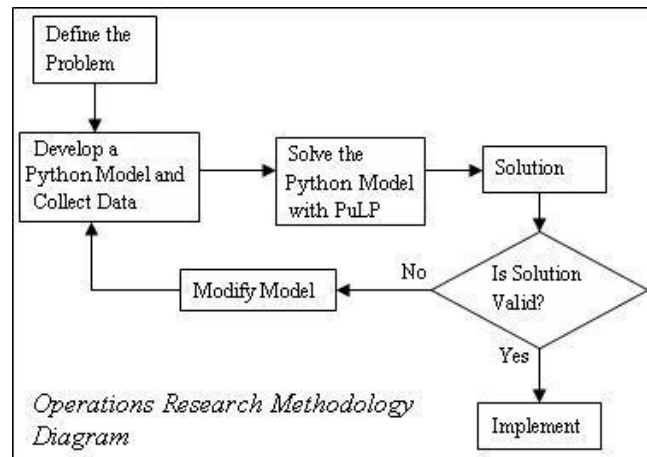 Define the
Problem
Develop a
Python Model and
Collect Data
Solve the
Python Model
with PuLP
Solution
Is Solution
Valid?
No
Modify Model
Yes
Implement
Operations Research Methodology
Diagram